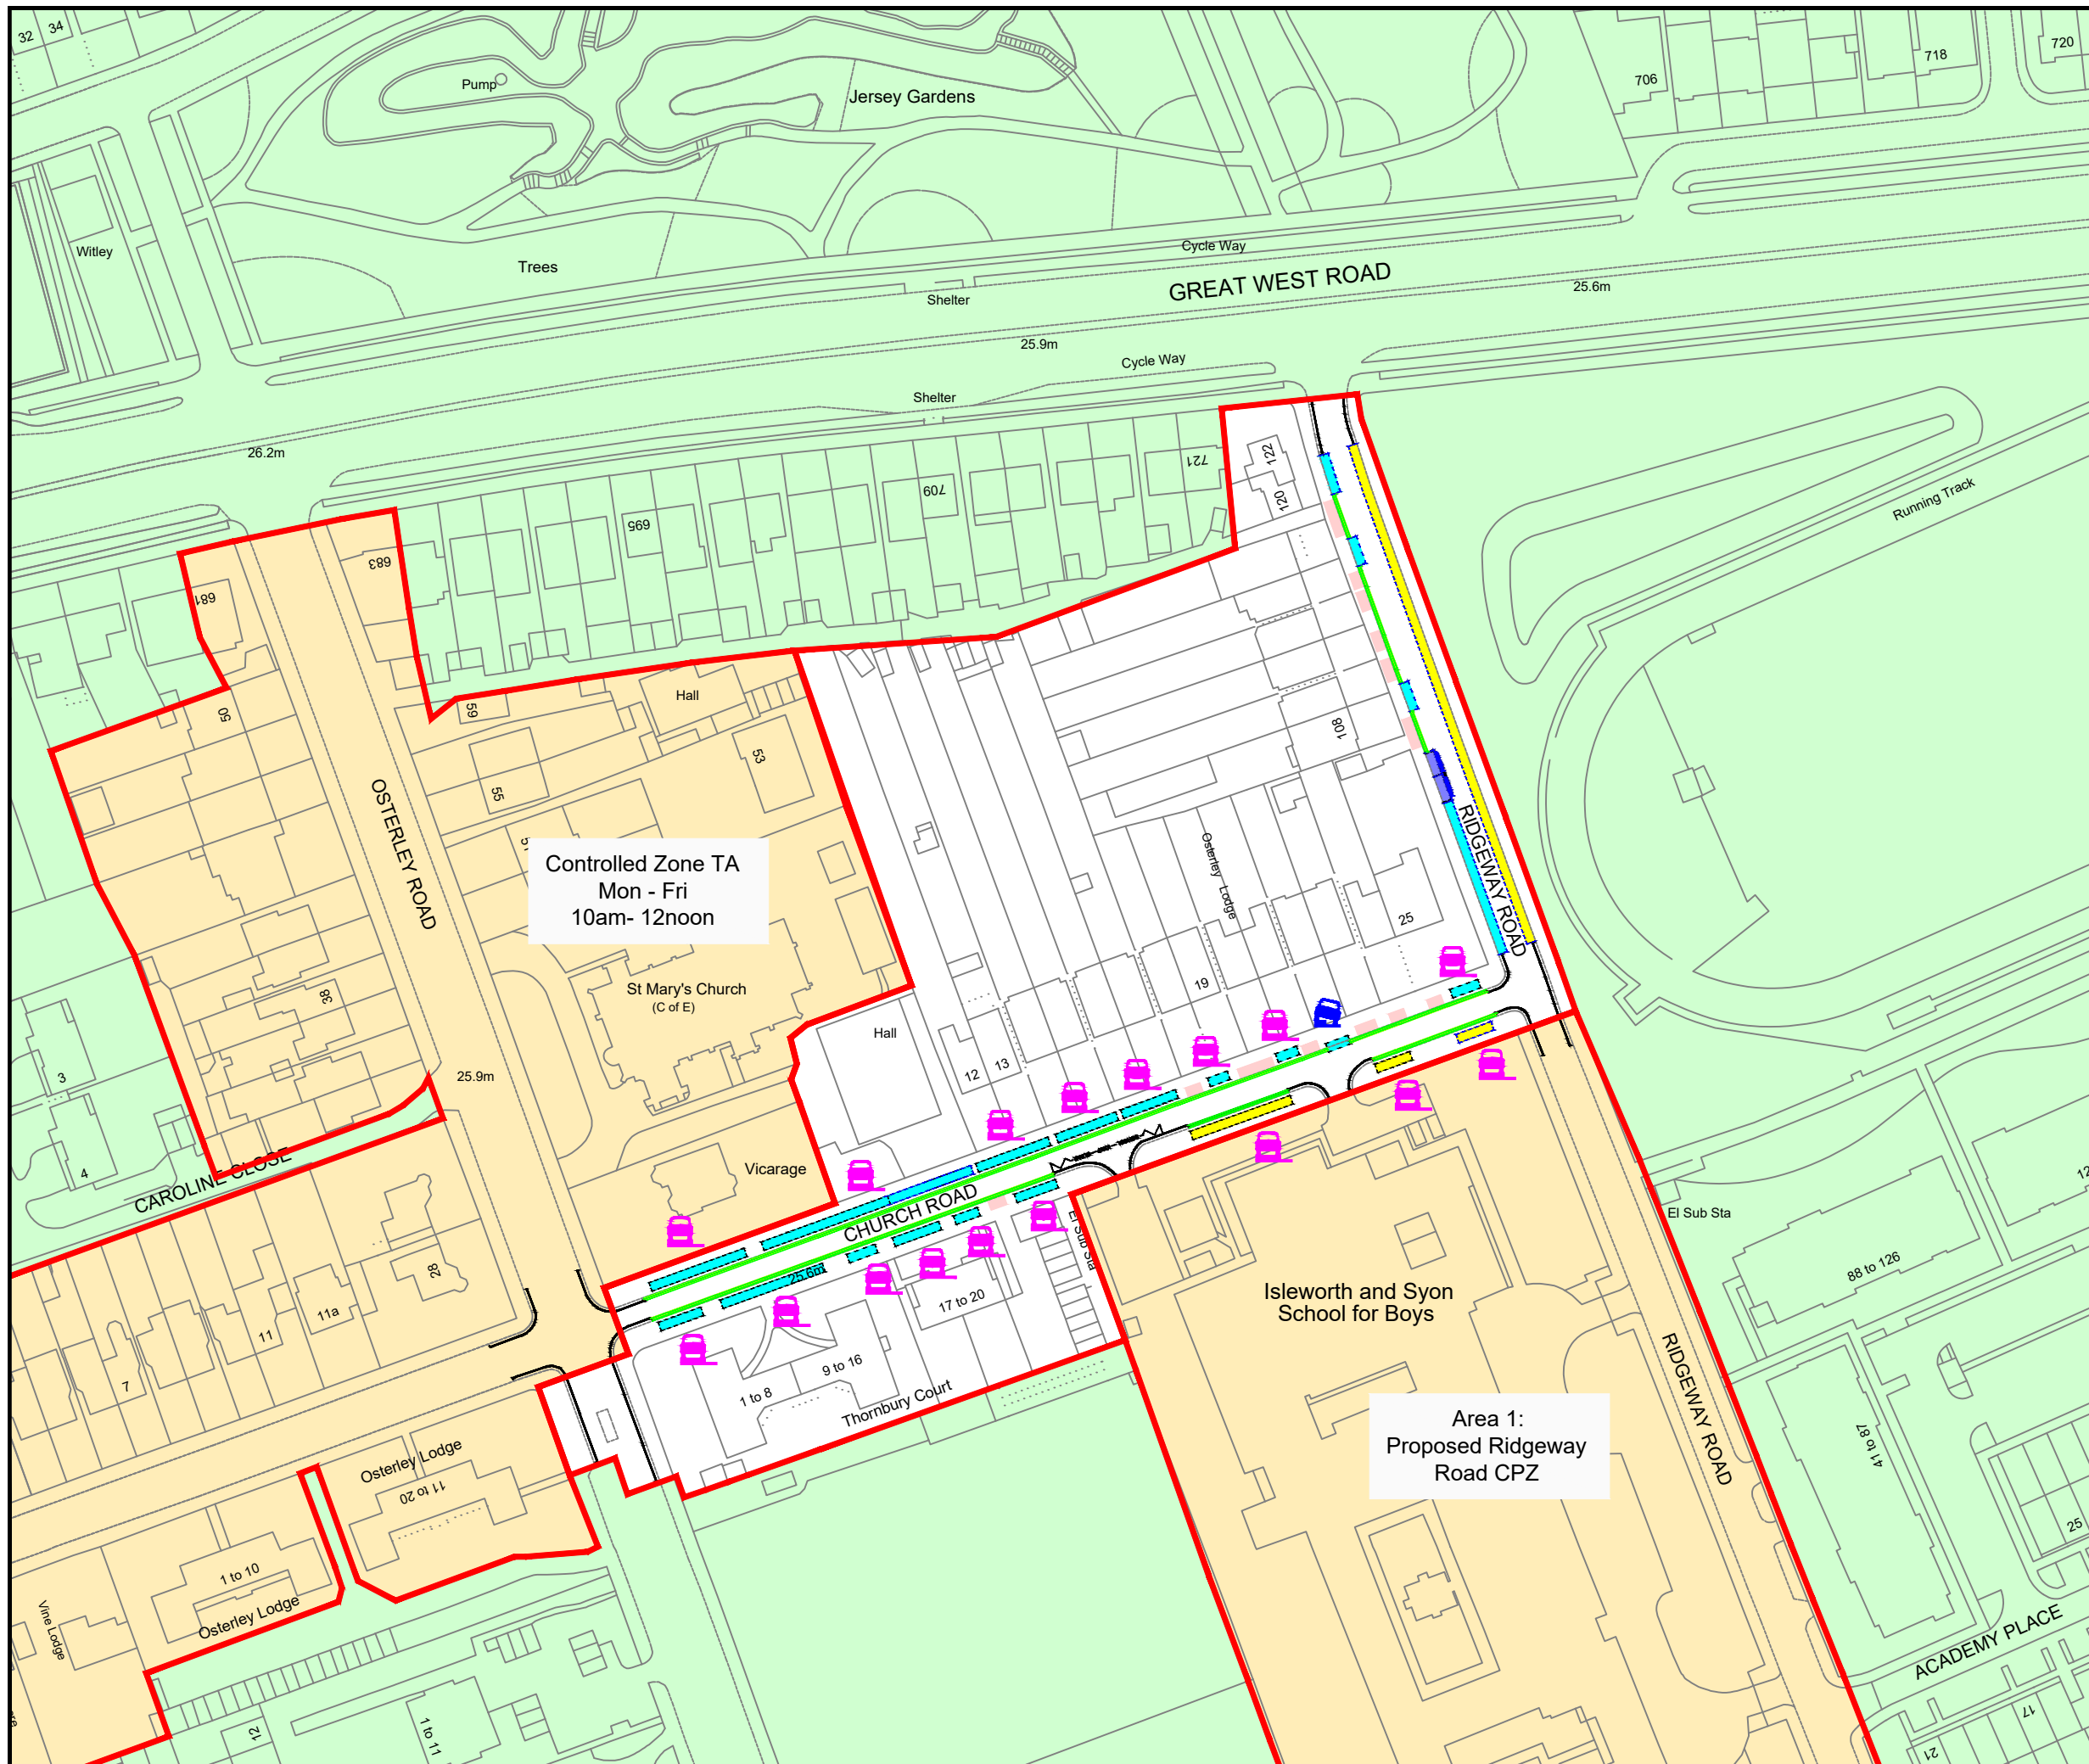 32
34
Pump
Jersey Gardens
706
718
720
Witley
Trees
Cycle Way
GREAT WEST ROAD
25.6m
Shelter
25.9m
Cycle Way
Shelter
26.2m
721
122
120
709
695
683
681
Running Track
50
59
Hall
53
55
108
OSTERLEY ROAD
Controlled Zone TA
Mon - Fri
10am- 12noon
Osterley Lodge
RIDGEWAY ROAD
25
19
St Mary's Church
(C of E)
38
Hall
12
13
3
4
25.9m
CAROLINE CLOSE
Vicarage
CHURCH ROAD
25.6m
El Sub Sta
El Sub Sta
88 to 126
28
11a
11
7
17 to 20
9 to 16
1 to 8
Thornbury Court
Isleworth and Syon
School for Boys
Area 1:
Proposed Ridgeway
Road CPZ
RIDGEWAY ROAD
41 to 87
Osterley Lodge
11 to 20
1 to 10
Osterley Lodge
Vine Lodge
25
ACADEMY PLACE
17
21
12
1 to 11